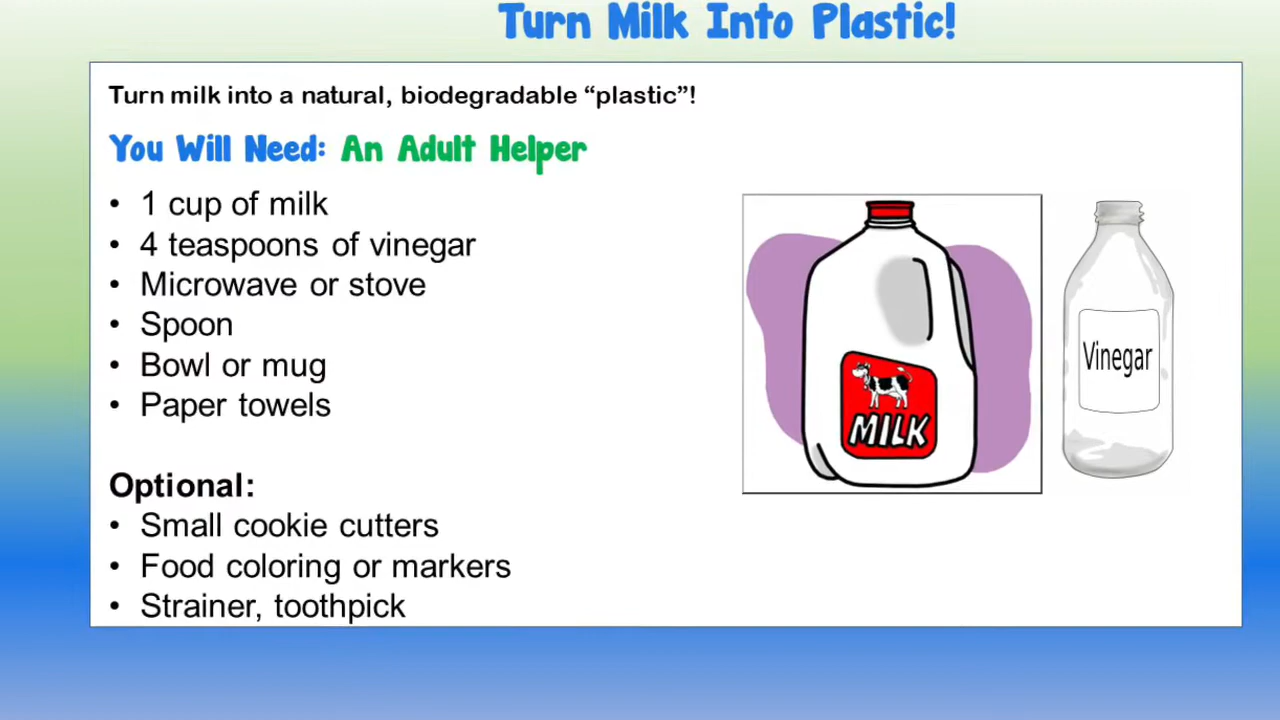 Turn Milk Into Plastic!
Turn milk into a natural, biodegradable “plastic”!
You Will Need: An Adult Helper
• 1 cup of milk
• 4 teaspoons of vinegar
• Microwave or stove
• Spoon
• Bowl or mug
• Paper towels
Optional:
• Small cookie cutters
• Food coloring or markers
• Strainer, toothpick
MILK
Vinegar